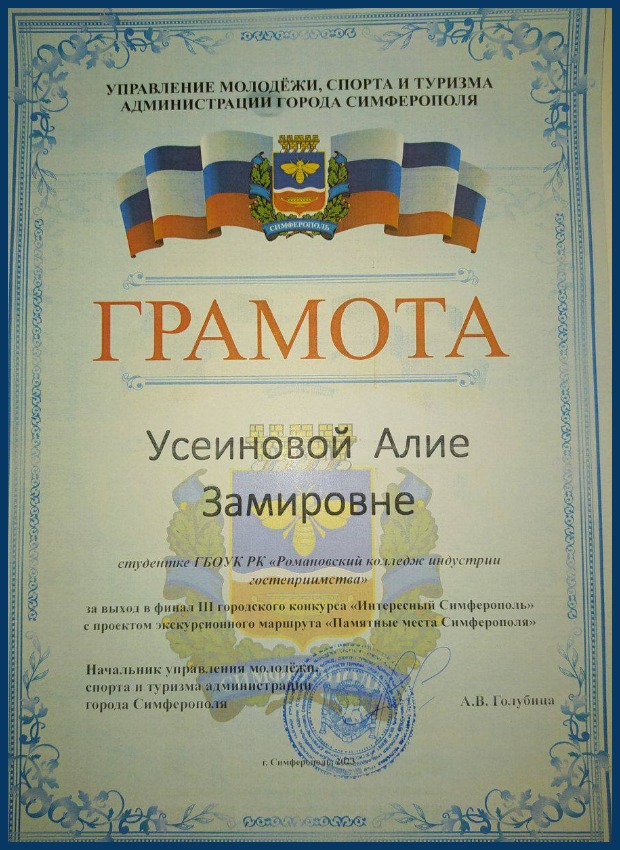 УПРАВЛЕНИЕ МОЛОДЁЖИ, СПОРТА И ТУРИЗМА
АДМИНИСТРАЦИИ ГОРОДА СИМФЕРОПОЛЯ
СИМФЕРОПОЛЬ
ГРАМОТА
Усеиновой Алие
Замировне
студентке ГБОУК РК «Романовский колледж индустрии
гостеприимства»
за выход в финал III городского конкурса «Интересный Симферополь»
с проектом экскурсионного маршрута «Памятные места Симферополя»
Начальник управления молодёжи,
спорта и туризма администрации
города Симферополя
А.В. Голубица
г. Симферополь 2023